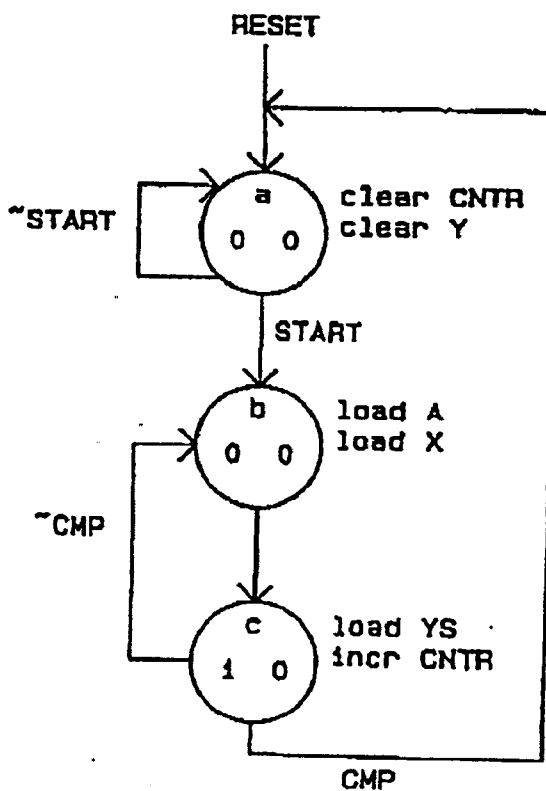 RESET
a
clear CNTR
~START
0 0
clear Y
START
b
load A
0 0
load X
~CMP
c
load YS
1 0
incr CNTR
CMP